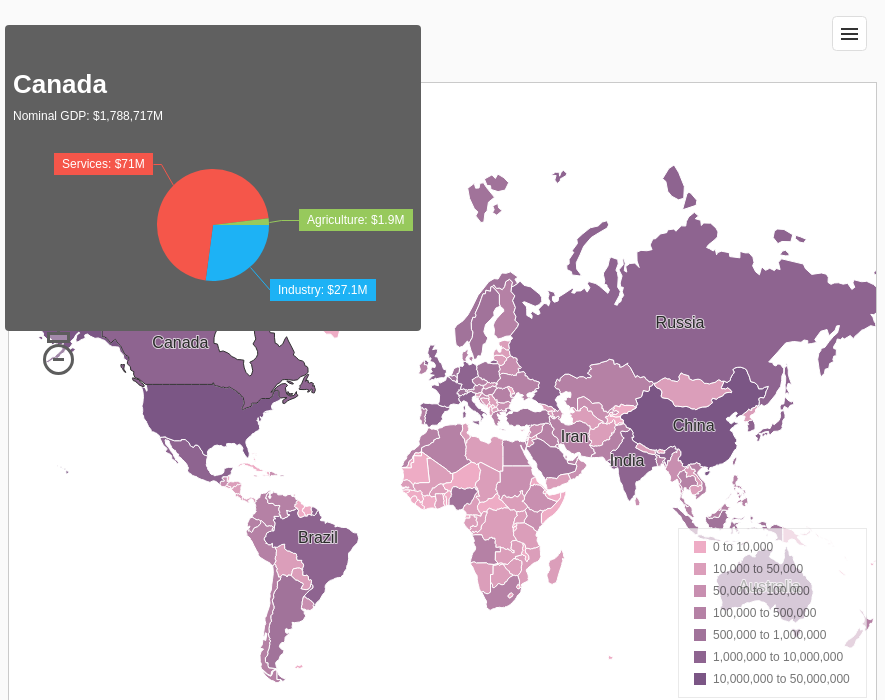 Canada
Nominal GDP: $1,788,717M
Services: $71M
Agriculture: $1.9M
Industry: $27.1M
Russia
Canada
China
Iran
India
Brazil
0 to 10,000
10,000 to 50,000
Australia
50,000 to 100,000
100,000 to 500,000
500,000 to 1,000,000
1,000,000 to 10,000,000
10,000,000 to 50,000,000